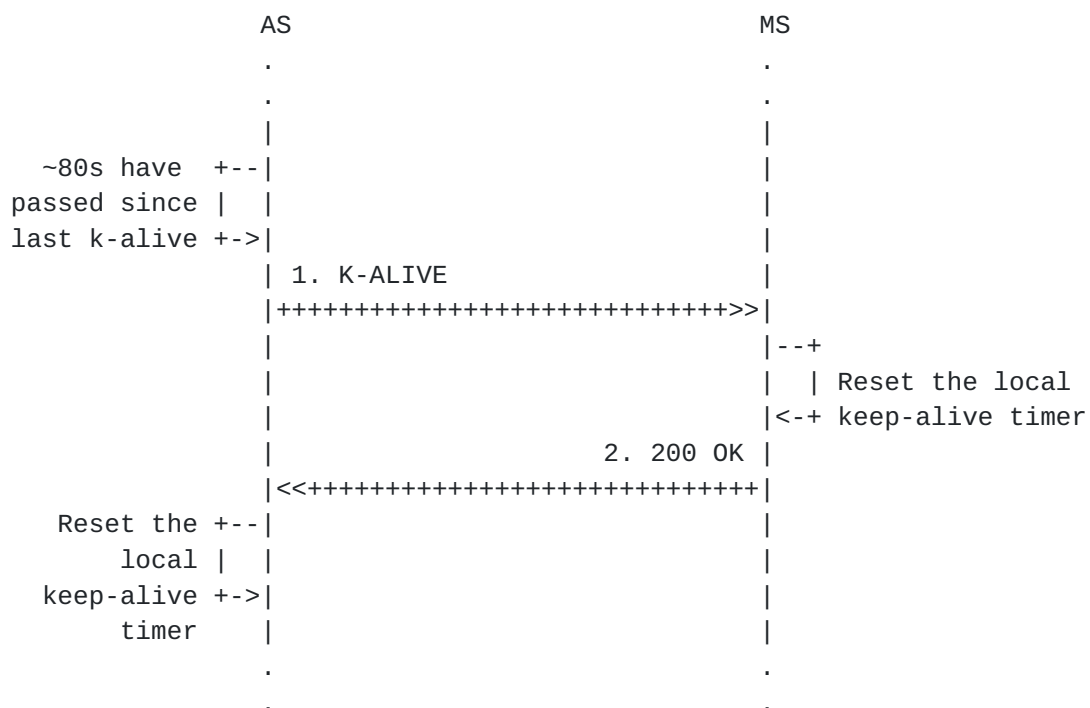 AS MS
. .
. .
| |
~80s have +--| |
passed since | | |
last k-alive +->| |
| 1. K-ALIVE |
|+++++++++++++++++++++++++++++>>|
| |--+
| | | Reset the local
| |<-+ keep-alive timer
| 2. 200 OK |
|<<+++++++++++++++++++++++++++++|
Reset the +--| |
local | | |
keep-alive +->| |
timer | |
. .
. .